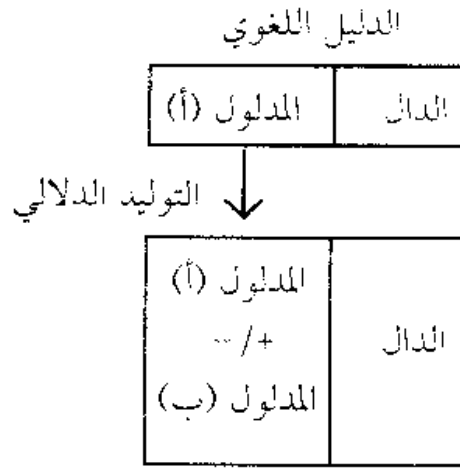 الدليل اللغوي
الدال المدلول (أ)
التوليد الدلالي
المدلول (أ)
الدال +/-
المدلول (ب)